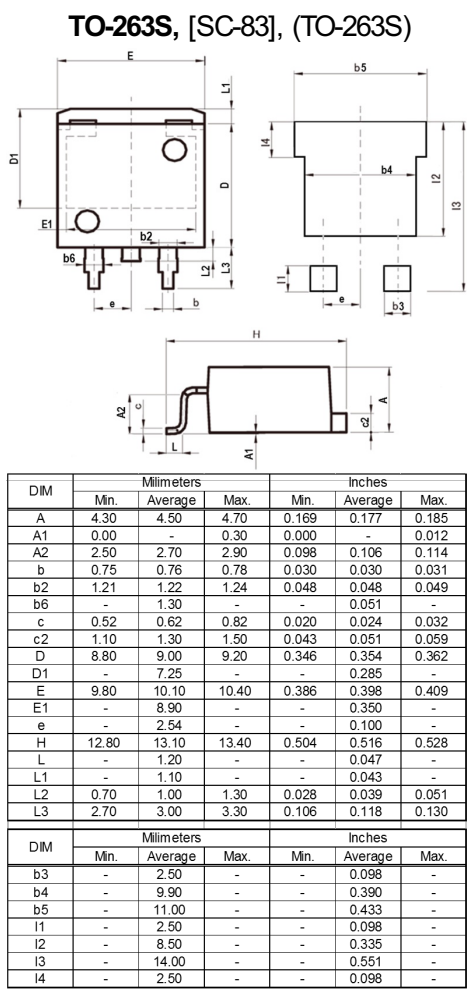 TO-263S, [SC-83], (TO-263S)
E
L1
b5
D1
D
l4
b4
l2
l3
E1
b2
b6
L2
L3
l1
e
b
e
b3
H
A2
c
A
c2
L
A1
DIM Milimeters Inches
Min. Average Max. Min. Average Max.
A 4.30 4.50 4.70 0.169 0.177 0.185
A1 0.00 - 0.30 0.000 - 0.012
A2 2.50 2.70 2.90 0.098 0.106 0.114
b 0.75 0.76 0.78 0.030 0.030 0.031
b2 1.21 1.22 1.24 0.048 0.048 0.049
b6 - 1.30 - - 0.051 -
c 0.52 0.62 0.82 0.020 0.024 0.032
c2 1.10 1.30 1.50 0.043 0.051 0.059
D 8.80 9.00 9.20 0.346 0.354 0.362
D1 - 7.25 - - 0.285 -
E 9.80 10.10 10.40 0.386 0.398 0.409
E1 - 8.90 - - 0.350 -
e - 2.54 - - 0.100 -
H 12.80 13.10 13.40 0.504 0.516 0.528
L - 1.20 - - 0.047 -
L1 - 1.10 - - 0.043 -
L2 0.70 1.00 1.30 0.028 0.039 0.051
L3 2.70 3.00 3.30 0.106 0.118 0.130
DIM Milimeters Inches
Min. Average Max. Min. Average Max.
b3 - 2.50 - - 0.098 -
b4 - 9.90 - - 0.390 -
b5 - 11.00 - - 0.433 -
l1 - 2.50 - - 0.098 -
l2 - 8.50 - - 0.335 -
l3 - 14.00 - - 0.551 -
l4 - 2.50 - - 0.098 -